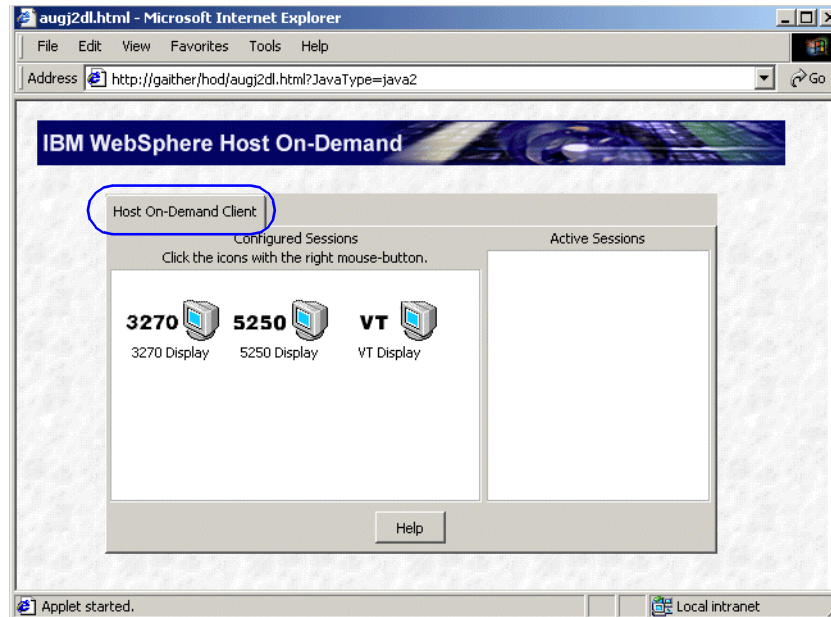 augj2dl.html - Microsoft Internet Explorer
File Edit View Favorites Tools Help
Address http://gaither/hod/augj2dl.html?JavaType=java2 Go
IBM WebSphere Host On-Demand
Host On-Demand Client
Configured Sessions
Click the icons with the right mouse-button.
Active Sessions
3270 5250 VT
3270 Display 5250 Display VT Display
Help
Applet started. Local intranet